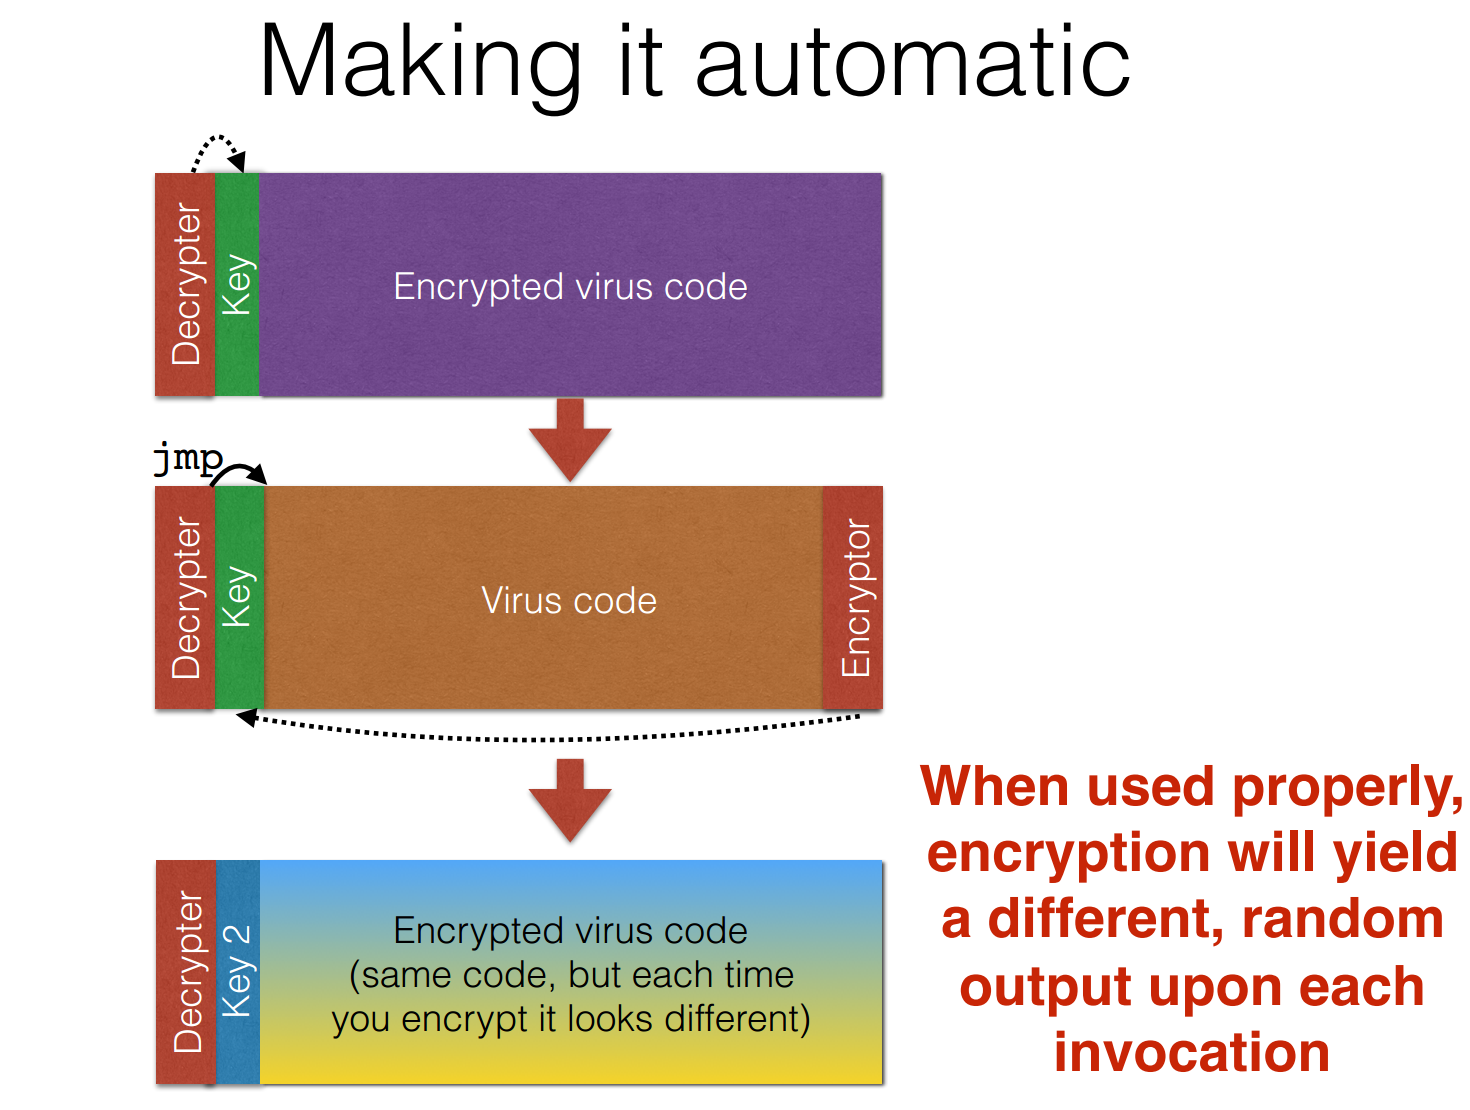 Making it automatic
Decrypter
Key
Encrypted virus code
jmp
Decrypter
Key
Virus code
Encryptor
Decrypter
Key 2
Encrypted virus code
(same code, but each time
you encrypt it looks different)
When used properly,
encryption will yield
a different, random
output upon each
invocation